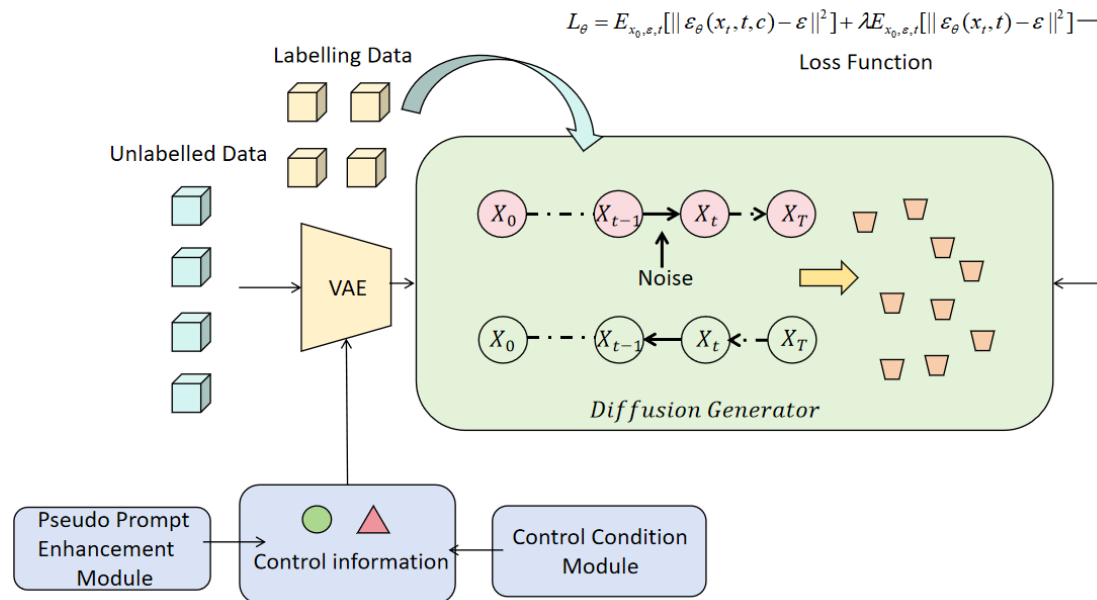 L_θ = E_{x_0,ε,t}[|| ε_θ(x_t, t, c) − ε ||²] + λE_{x_0,ε,t}[|| ε_θ(x_t, t) − ε ||²]
Loss Function
Labelling Data
Unlabelled Data
X_0 X_{t−1} X_t X_T
Noise
VAE
X_0 X_{t−1} X_t X_T
Diffusion Generator
Pseudo Prompt
Enhancement
Module
Control information
Control Condition
Module